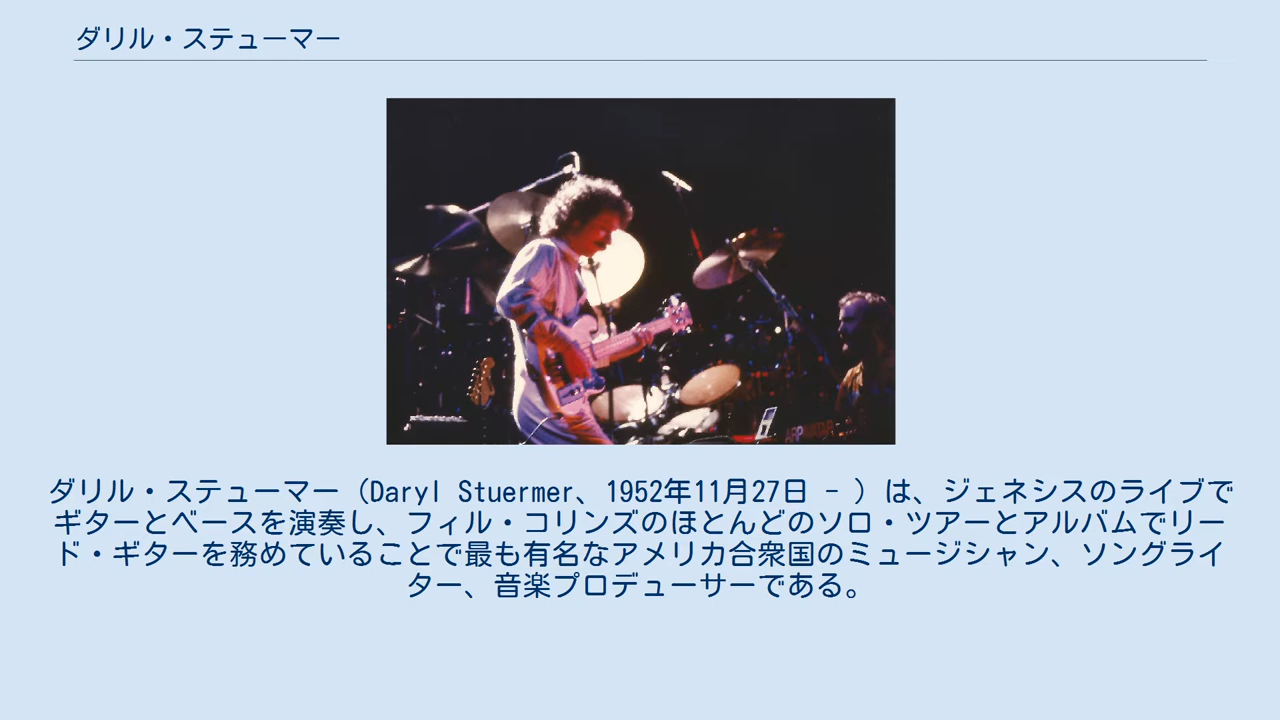 ダリル・ステューマー
ダリル・ステューマー（Daryl Stuermer、1952年11月27日 - ）は、ジェネシスのライブで
ギターとベースを演奏し、フィル・コリンズのほとんどのソロ・ツアーとアルバムでリー
ド・ギターを務めていることで最も有名なアメリカ合衆国のミュージシャン、ソングライ
ター、音楽プロデューサーである。